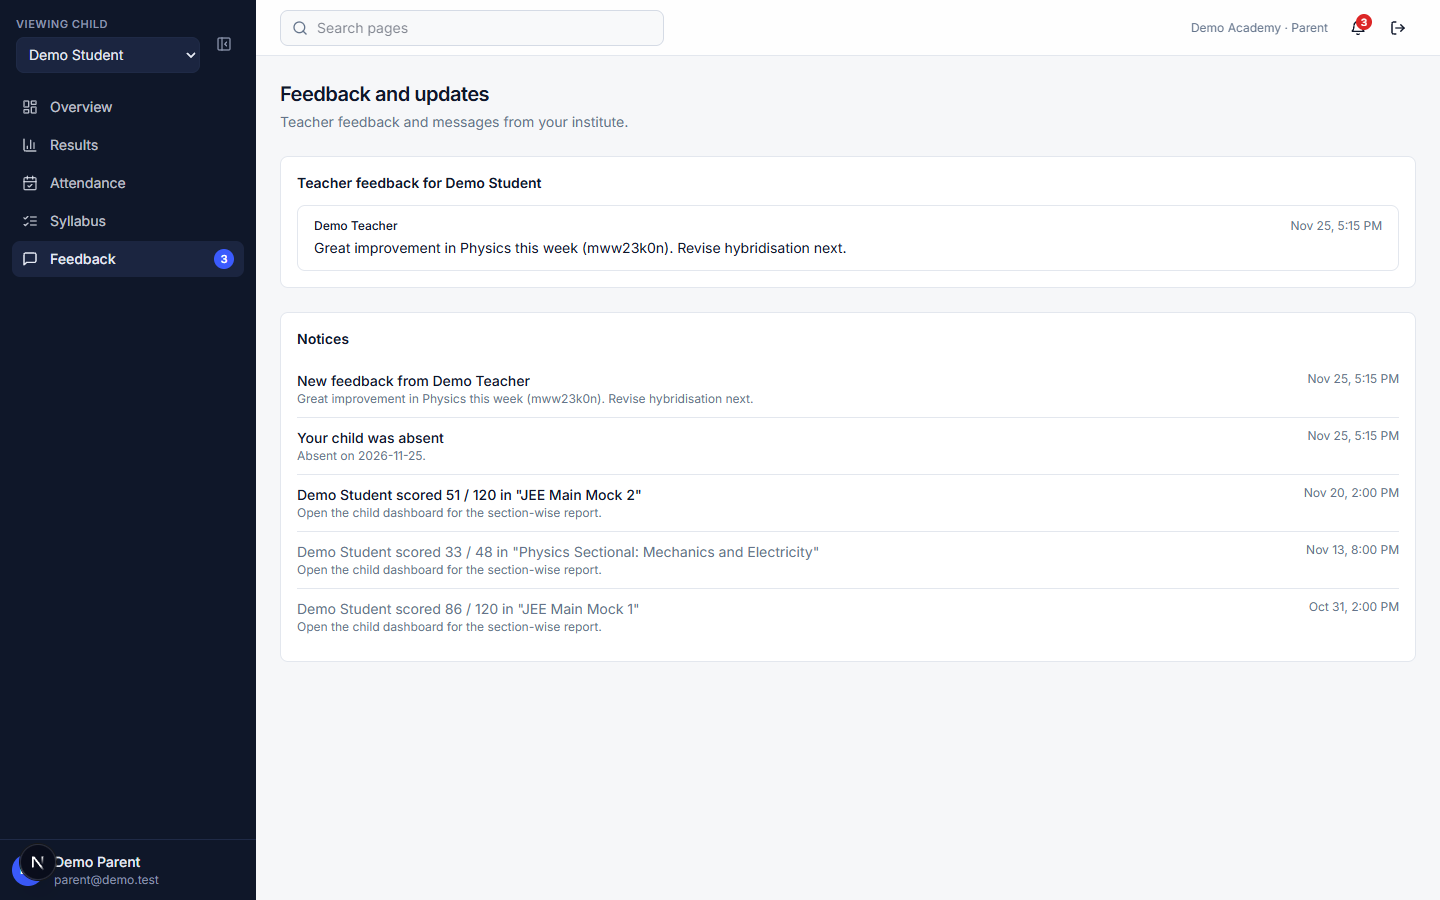 VIEWING CHILD
Demo Student
Overview
Results
Attendance
Syllabus
Feedback
3
Demo Parent
parent@demo.test
Search pages
Demo Academy · Parent
3
Feedback and updates
Teacher feedback and messages from your institute.
Teacher feedback for Demo Student
Demo Teacher
Nov 25, 5:15 PM
Great improvement in Physics this week (mww23k0n). Revise hybridisation next.
Notices
New feedback from Demo Teacher
Nov 25, 5:15 PM
Great improvement in Physics this week (mww23k0n). Revise hybridisation next.
Your child was absent
Nov 25, 5:15 PM
Absent on 2026-11-25.
Demo Student scored 51 / 120 in "JEE Main Mock 2"
Nov 20, 2:00 PM
Open the child dashboard for the section-wise report.
Demo Student scored 33 / 48 in "Physics Sectional: Mechanics and Electricity"
Nov 13, 8:00 PM
Open the child dashboard for the section-wise report.
Demo Student scored 86 / 120 in "JEE Main Mock 1"
Oct 31, 2:00 PM
Open the child dashboard for the section-wise report.
N